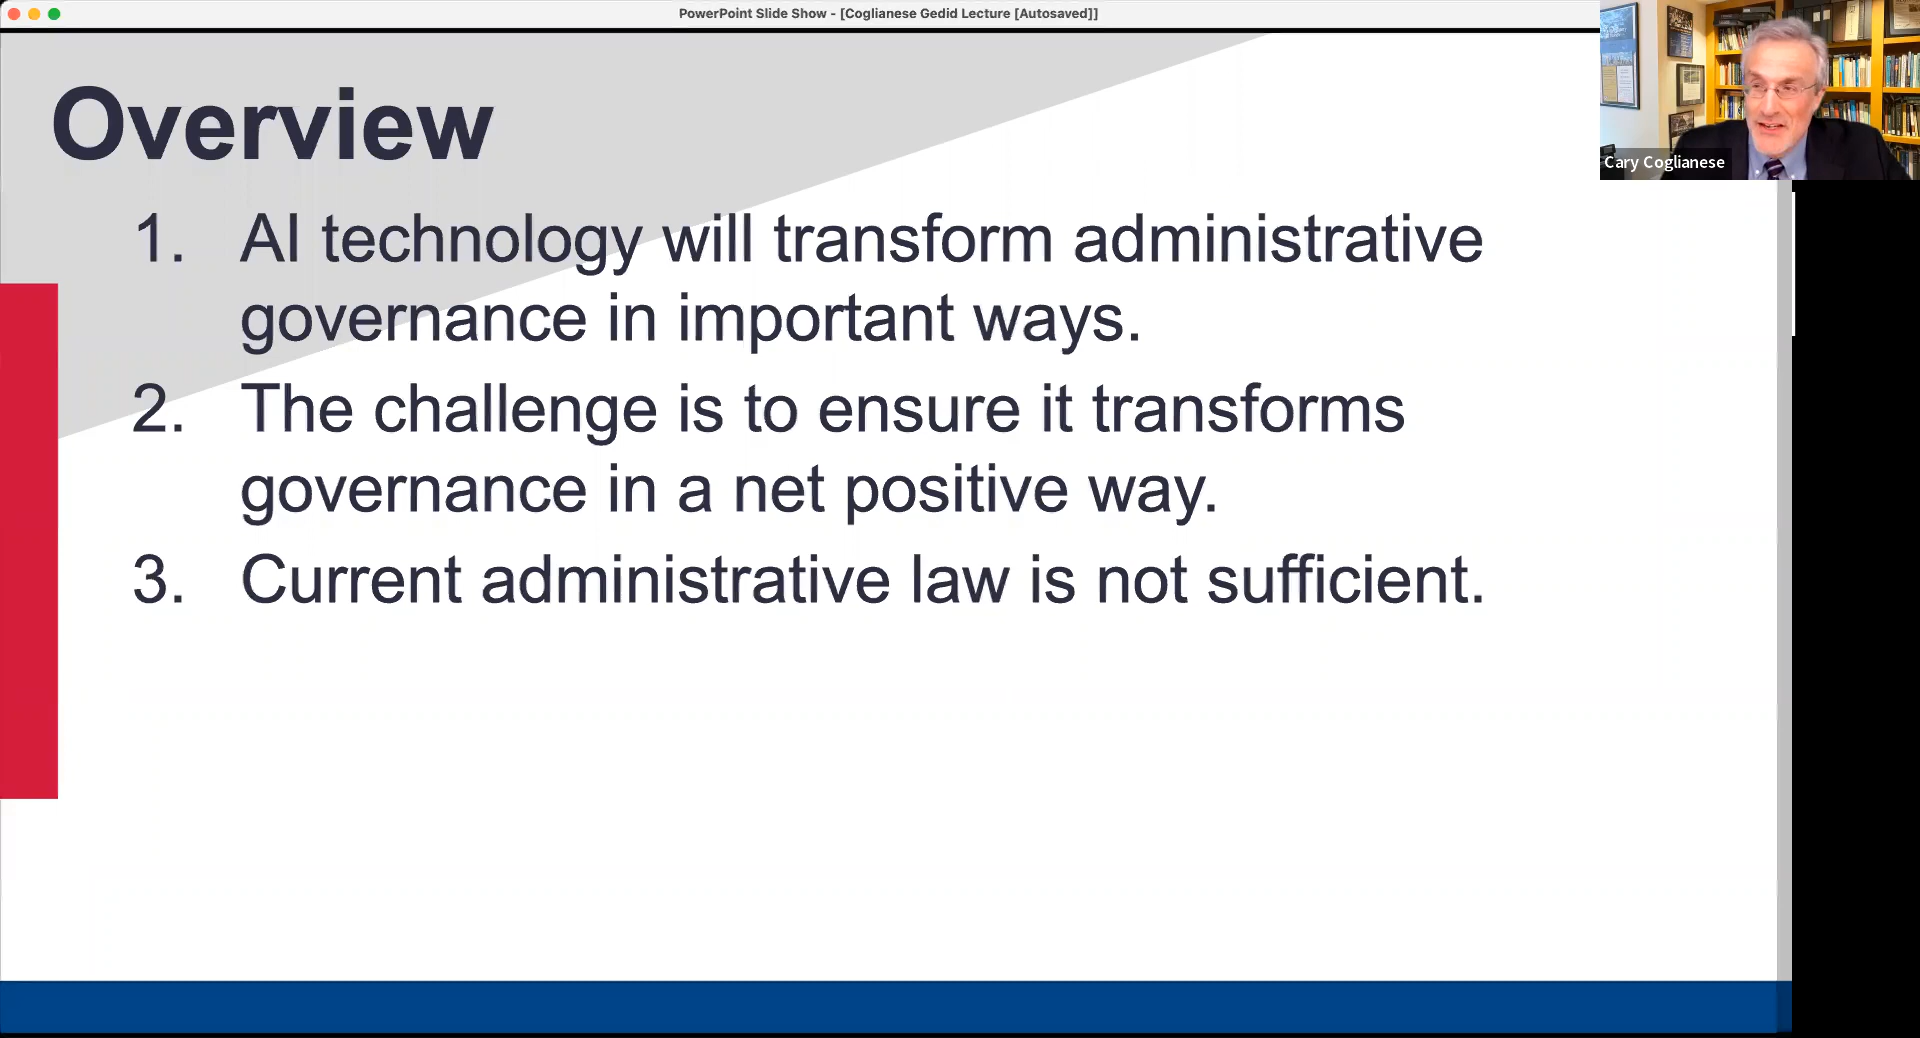 PowerPoint Slide Show - [Coglianese Gedid Lecture [Autosaved]]
Overview
1. AI technology will transform administrative
governance in important ways.
2. The challenge is to ensure it transforms
governance in a net positive way.
3. Current administrative law is not sufficient.
Cary Coglianese